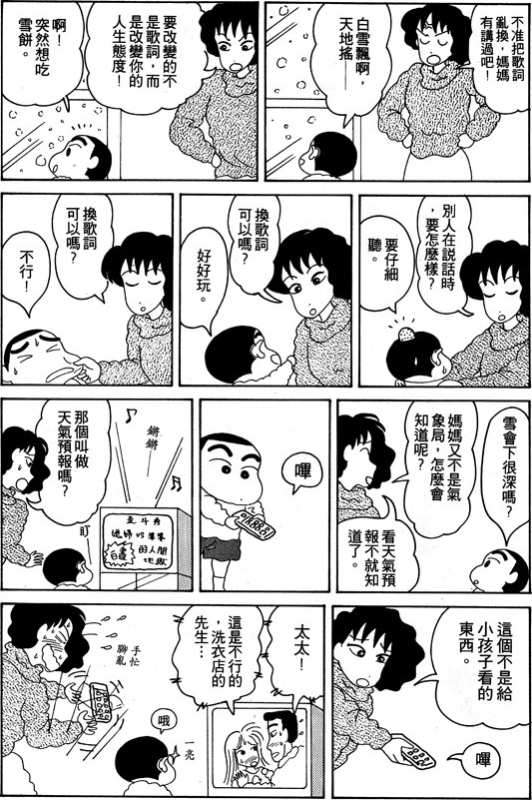 不准把歌詞
亂換，媽媽
有講過吧！
白雪飄啊，
天地搖
要改變的不
是歌詞，而
是改變你的
人生態度！
啊！
突然想吃
雪餅。
別人在說話時
，要怎麼樣？
要仔細
聽。
換歌詞
可以嗎？
好好玩。
換歌詞
可以嗎？
不行！
雪會下很深嗎？
媽媽又不是氣
象局，怎麼會
知道呢？
看天氣預
報不就知
道了。
嗶
鏘鏘
的人間
白晝
那個叫做
天氣預報嗎？
盯
這個不是給
小孩子看的
東西。
嗶
太太！
這是不行的
，洗衣店的
先生…
手忙
腳亂
哦
一亮